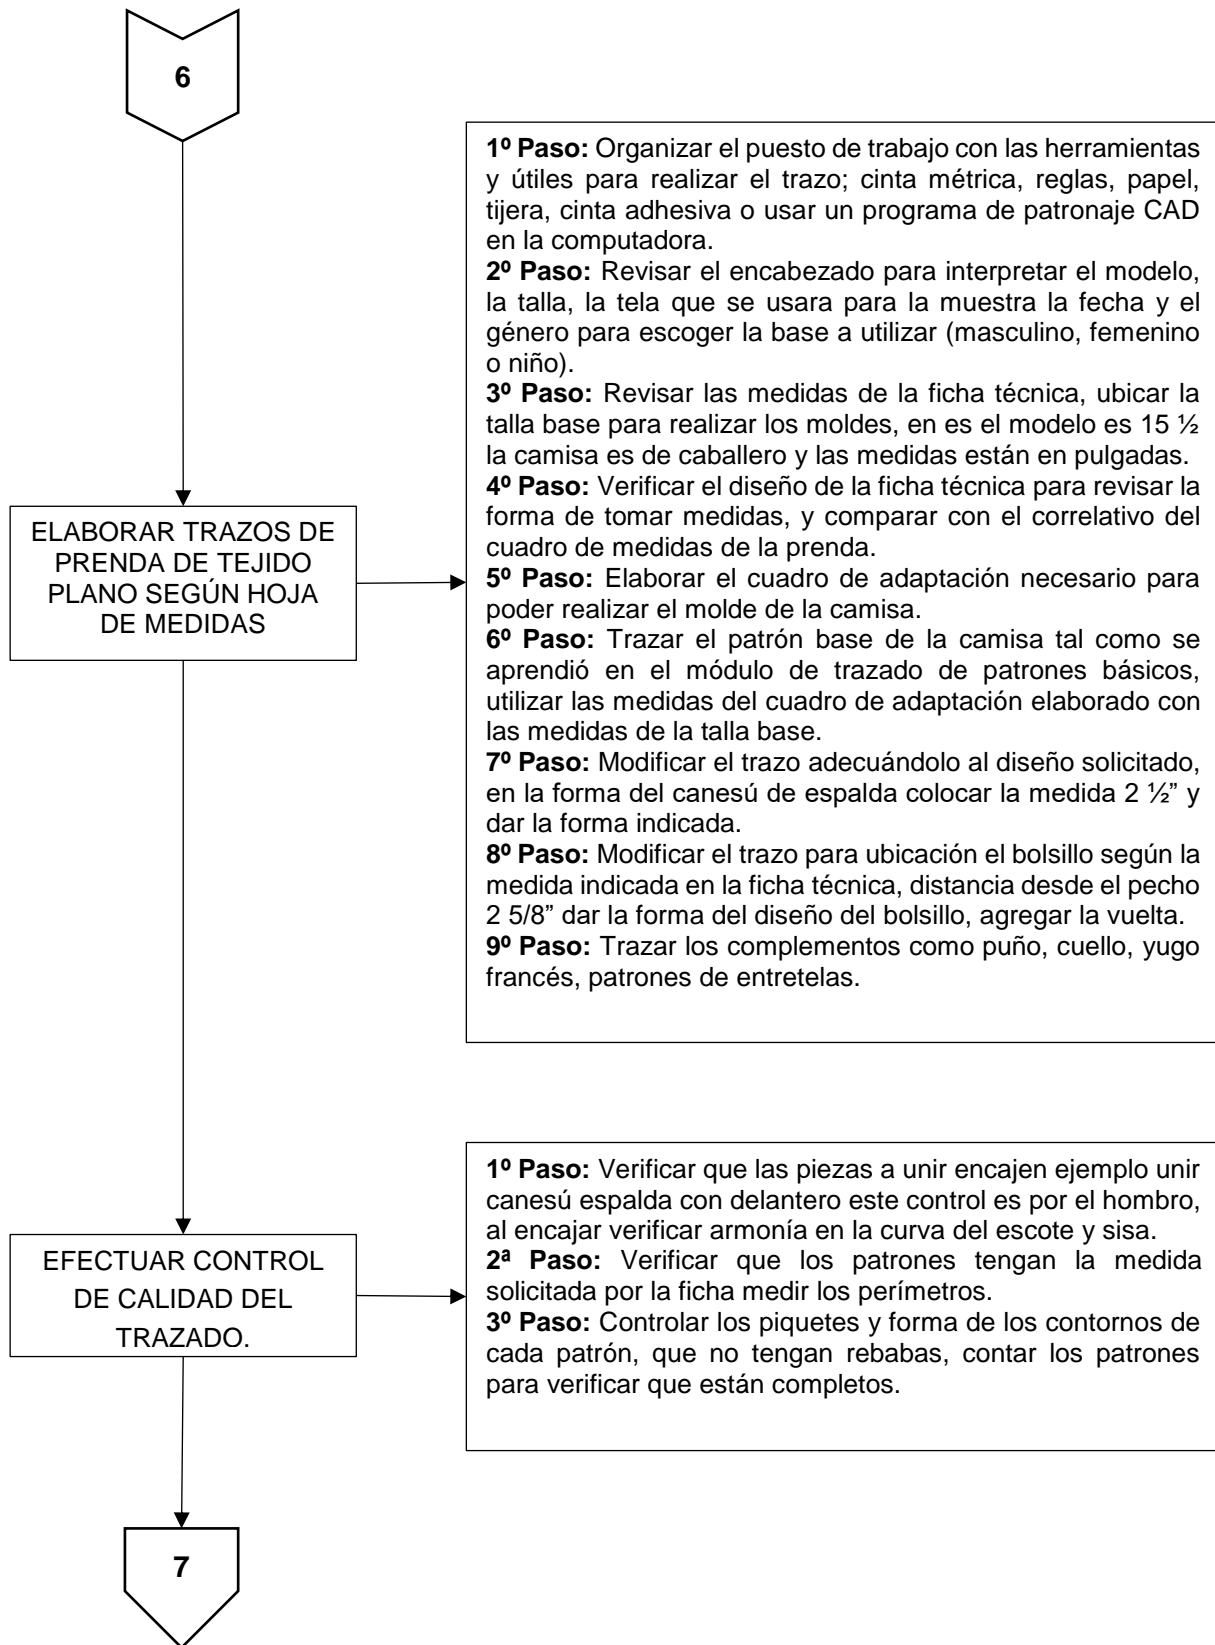 6
1º Paso: Organizar el puesto de trabajo con las herramientas
y útiles para realizar el trazo; cinta métrica, reglas, papel,
tijera, cinta adhesiva o usar un programa de patronaje CAD
en la computadora.
2º Paso: Revisar el encabezado para interpretar el modelo,
la talla, la tela que se usara para la muestra la fecha y el
género para escoger la base a utilizar (masculino, femenino
o niño).
3º Paso: Revisar las medidas de la ficha técnica, ubicar la
talla base para realizar los moldes, en es el modelo es 15 ½
la camisa es de caballero y las medidas están en pulgadas.
4º Paso: Verificar el diseño de la ficha técnica para revisar la
forma de tomar medidas, y comparar con el correlativo del
cuadro de medidas de la prenda.
5º Paso: Elaborar el cuadro de adaptación necesario para
poder realizar el molde de la camisa.
6º Paso: Trazar el patrón base de la camisa tal como se
aprendió en el módulo de trazado de patrones básicos,
utilizar las medidas del cuadro de adaptación elaborado con
las medidas de la talla base.
7º Paso: Modificar el trazo adecuándolo al diseño solicitado,
en la forma del canesú de espalda colocar la medida 2 ½” y
dar la forma indicada.
8º Paso: Modificar el trazo para ubicación el bolsillo según la
medida indicada en la ficha técnica, distancia desde el pecho
2 5/8” dar la forma del diseño del bolsillo, agregar la vuelta.
9º Paso: Trazar los complementos como puño, cuello, yugo
francés, patrones de entretelas.
ELABORAR TRAZOS DE
PRENDA DE TEJIDO
PLANO SEGÚN HOJA
DE MEDIDAS
1º Paso: Verificar que las piezas a unir encajen ejemplo unir
canesú espalda con delantero este control es por el hombro,
al encajar verificar armonía en la curva del escote y sisa.
2ª Paso: Verificar que los patrones tengan la medida
solicitada por la ficha medir los perímetros.
3º Paso: Controlar los piquetes y forma de los contornos de
cada patrón, que no tengan rebabas, contar los patrones
para verificar que están completos.
EFECTUAR CONTROL
DE CALIDAD DEL
TRAZADO.
7